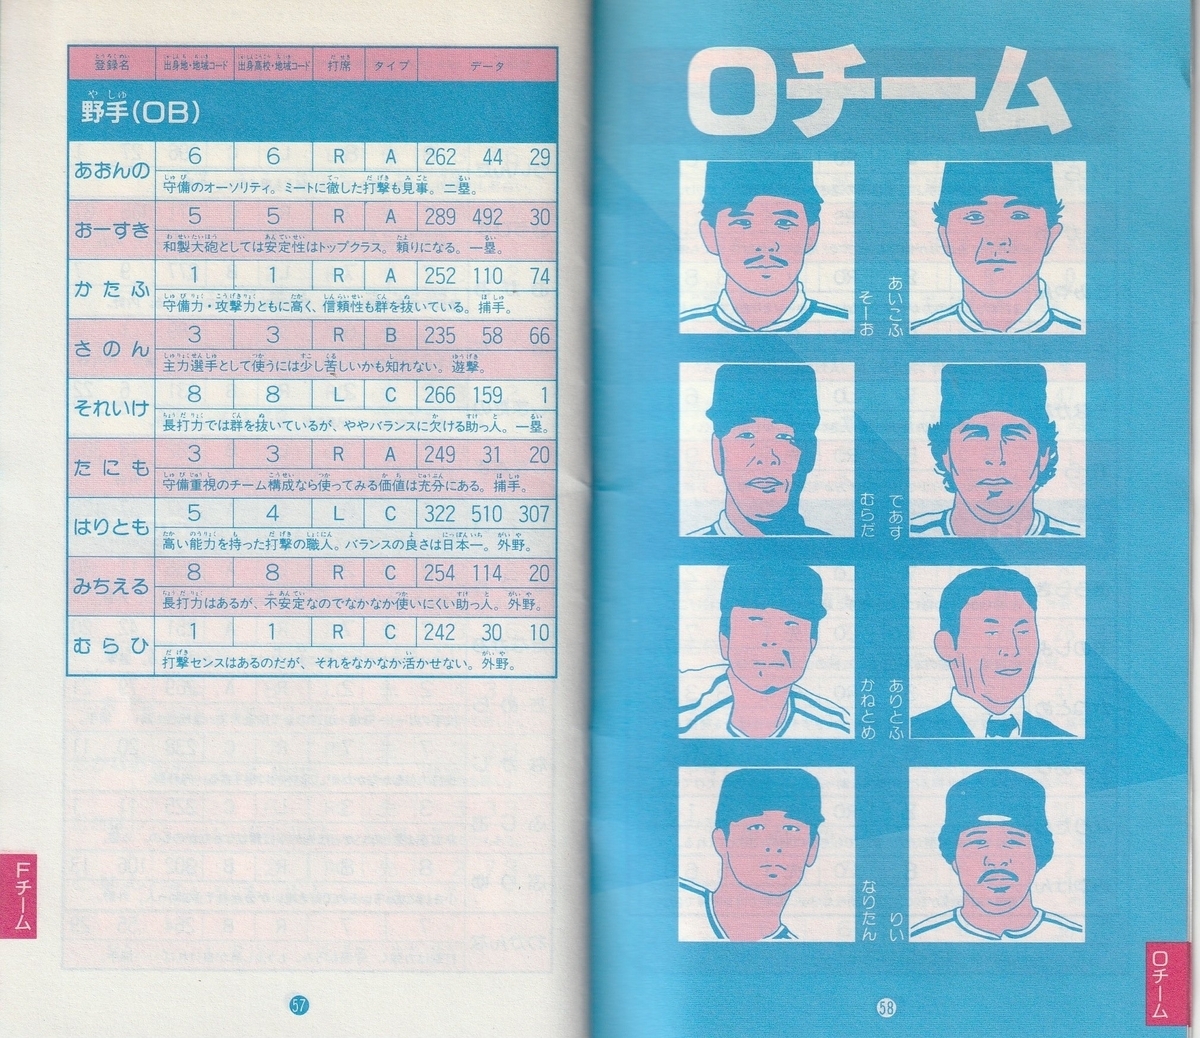 登録名 出身地・地域コード 出身高校・地域コード 打席 タイプ データ
野手(OB)
あおんの 6 6 R A 262 44 29
守備のオーソリティ。ミートに徹した打撃も見事。二塁。
おーすき 5 5 R A 289 492 30
和製大砲としては安定性はトップクラス。頼りになる。一塁。
かたふ 1 1 R A 252 110 74
守備力・攻撃力ともに高く、信頼性も群を抜いている。捕手。
さのん 3 3 R B 235 58 66
主力選手として使うには少し苦しいかも知れない。遊撃。
それいけ 8 8 L C 266 159 1
長打力では群を抜いているが、ややバランスに欠ける助っ人。一塁。
たにも 3 3 R A 249 31 20
守備重視のチーム構成なら使ってみる価値は充分にある。捕手。
はりとも 5 4 L C 322 510 307
高い能力を持った打撃の職人。バランスの良さは日本一。外野。
みちえる 8 8 R C 254 114 20
長打力はあるが、不安定なのでなかなか使いにくい助っ人。外野。
むらひ 1 1 R C 242 30 10
打撃センスはあるのだが、それをなかなか活かせない。外野。
Fチーム
57
Oチーム
あいこふ
そーお
てあす
むらだ
ありとふ
かねとめ
りい
なりたん
Oチーム
58